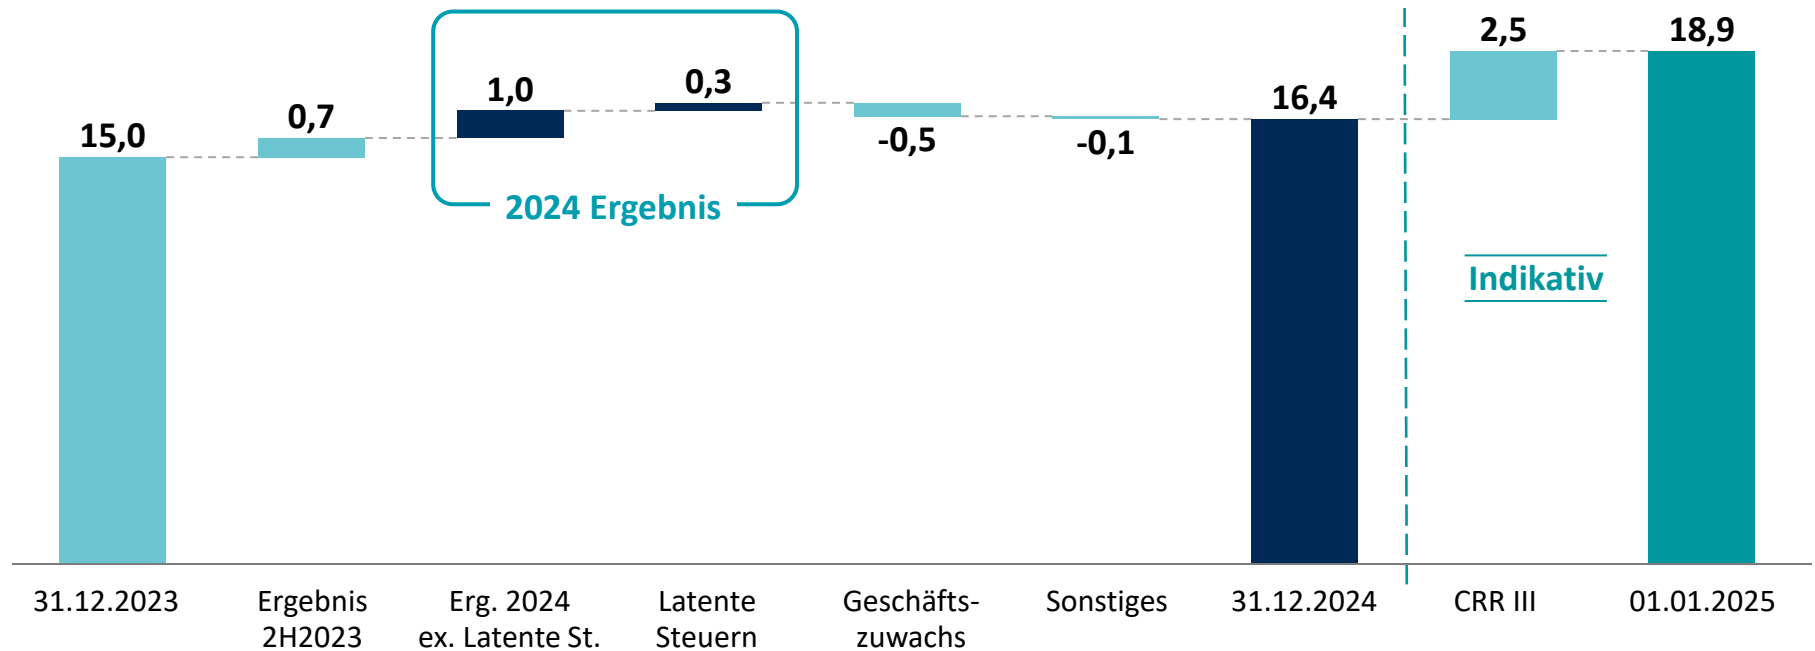 15,0
0,7
1,0
0,3
-0,5
-0,1
16,4
2,5
18,9
2024 Ergebnis
Indikativ
31.12.2023
Ergebnis
2H2023
Erg. 2024
ex. Latente St.
Latente
Steuern
Geschäfts-
zuwachs
Sonstiges
31.12.2024
CRR III
01.01.2025